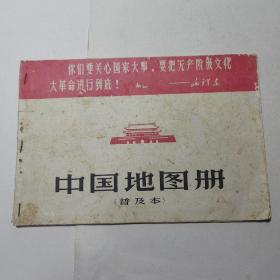 你们要关心国家大事，要把无产阶级文化
大革命进行到底！ ——毛泽东
中国地图册
（普及本）